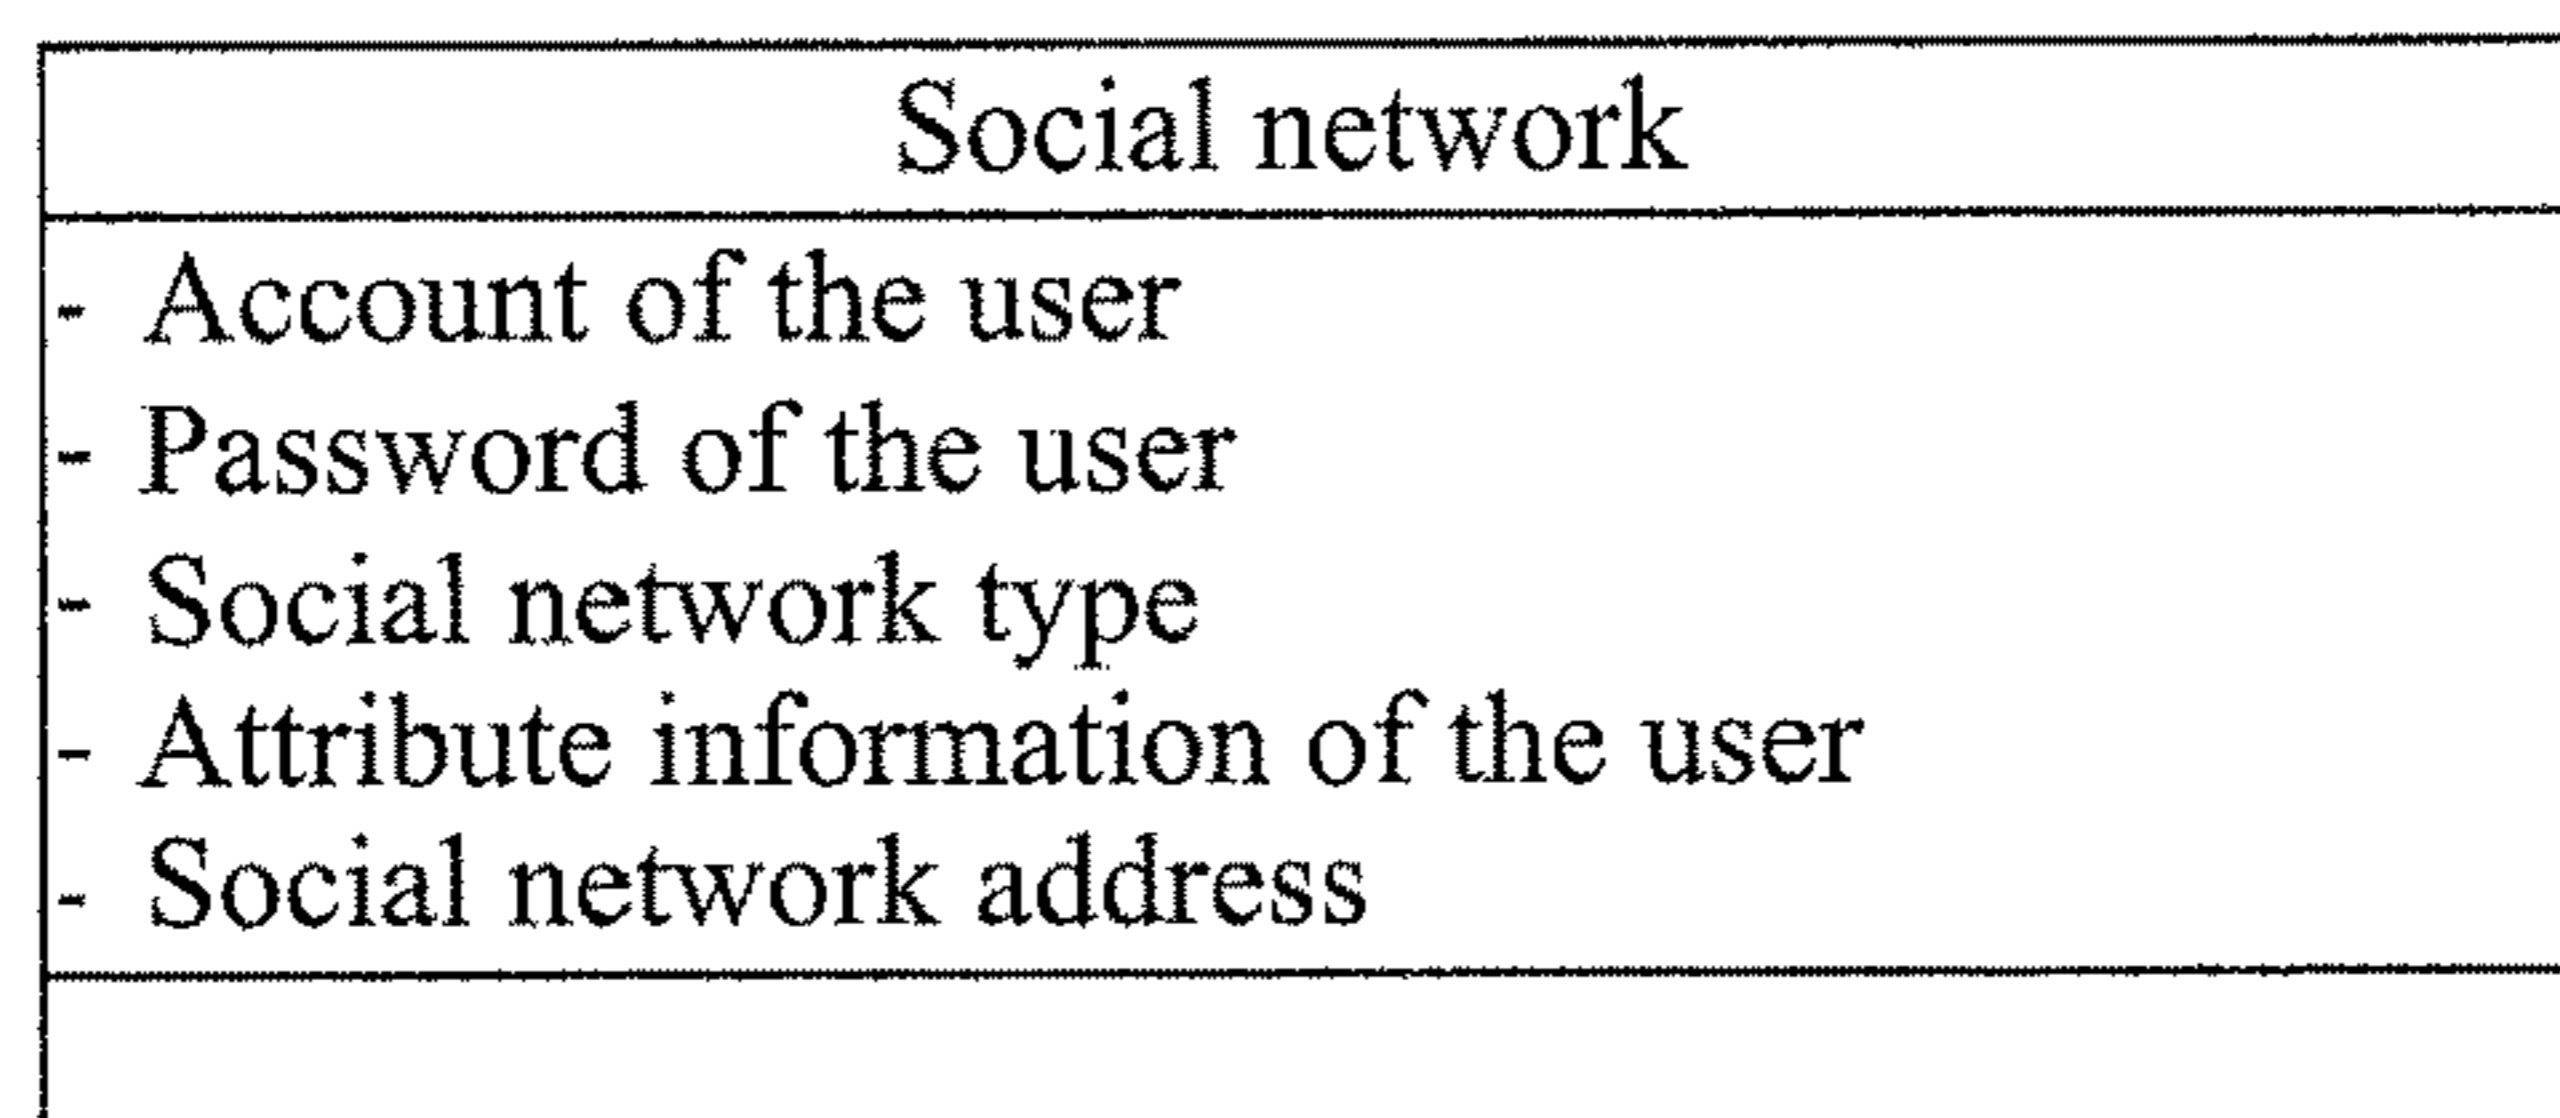 Social network
- Account of the user
- Password of the user
- Social network type
- Attribute information of the user
- Social network address